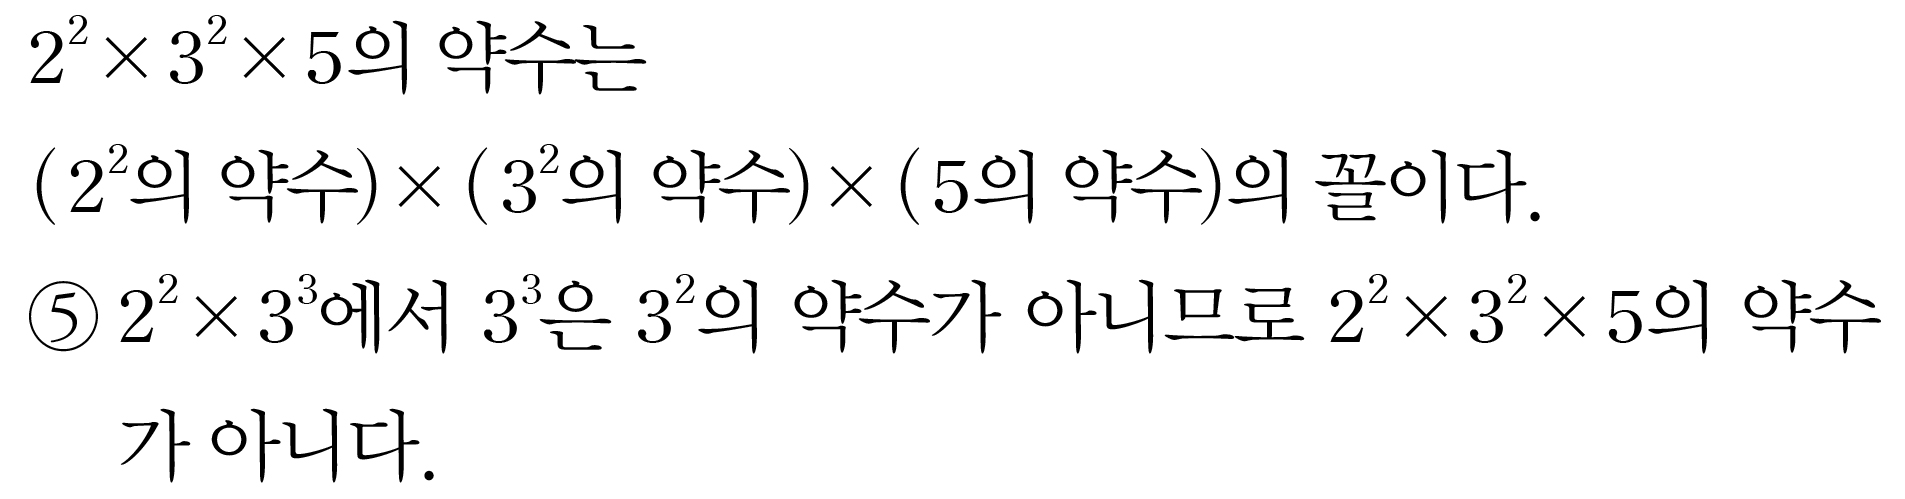 2²×3²×5의 약수는
(2²의 약수)×(3²의 약수)×(5의 약수)의 꼴이다.
⑤ 2²×3³에서 3³은 3²의 약수가 아니므로 2²×3²×5의 약수
가 아니다.